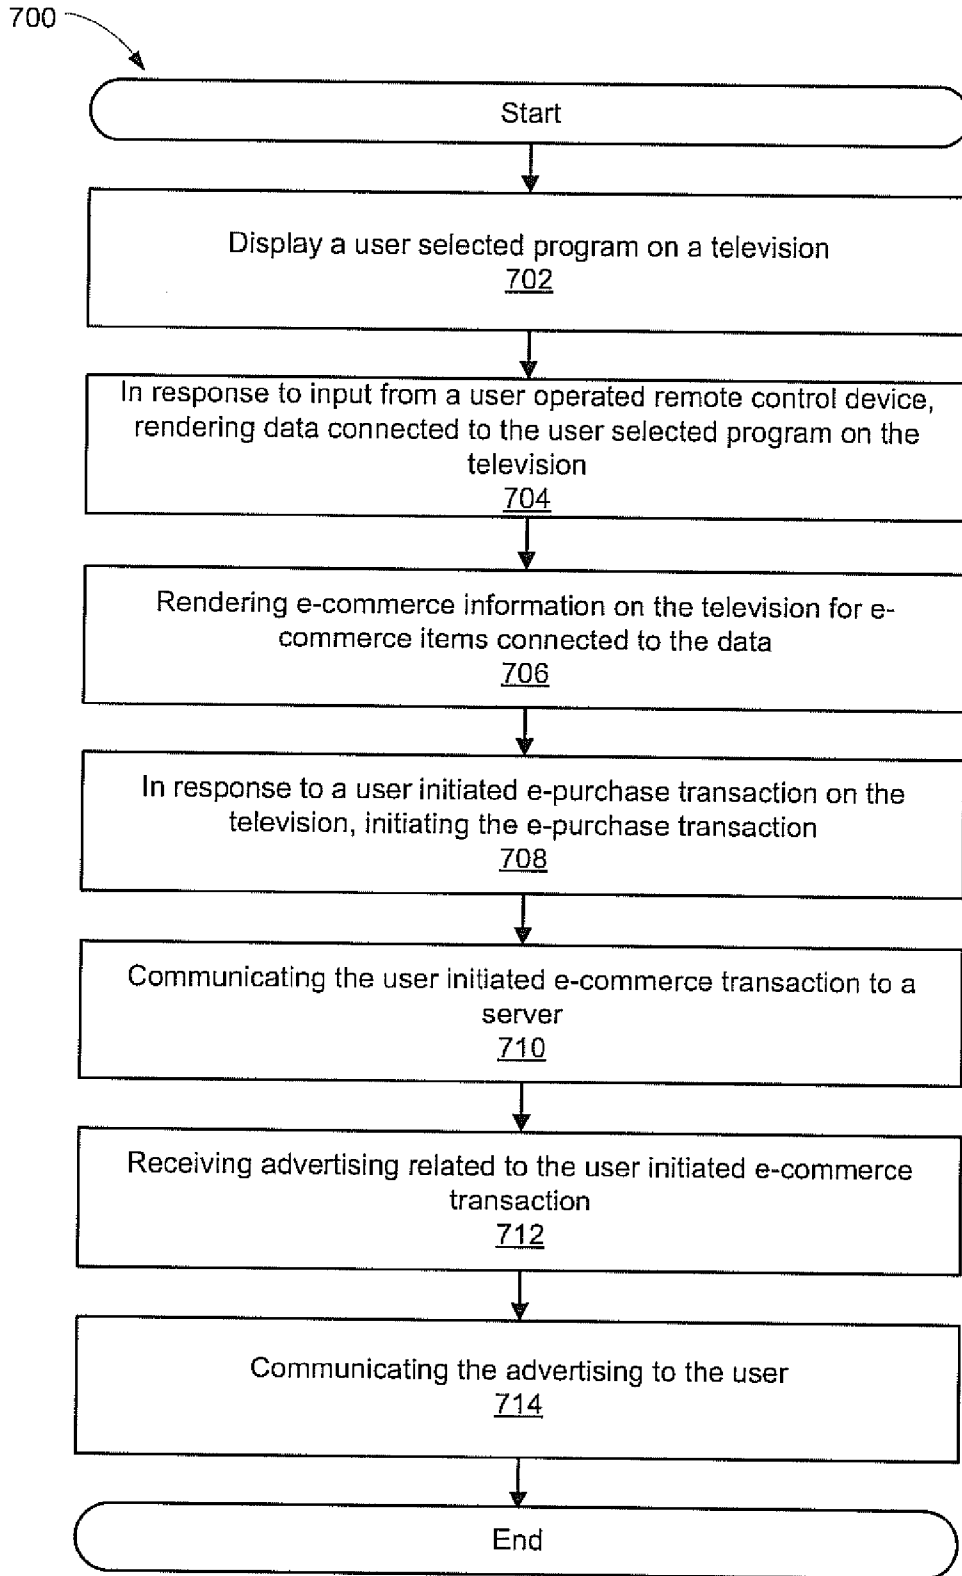 700
Start
Display a user selected program on a television
702
In response to input from a user operated remote control device,
rendering data connected to the user selected program on the
television
704
Rendering e-commerce information on the television for e-
commerce items connected to the data
706
In response to a user initiated e-purchase transaction on the
television, initiating the e-purchase transaction
708
Communicating the user initiated e-commerce transaction to a
server
710
Receiving advertising related to the user initiated e-commerce
transaction
712
Communicating the advertising to the user
714
End